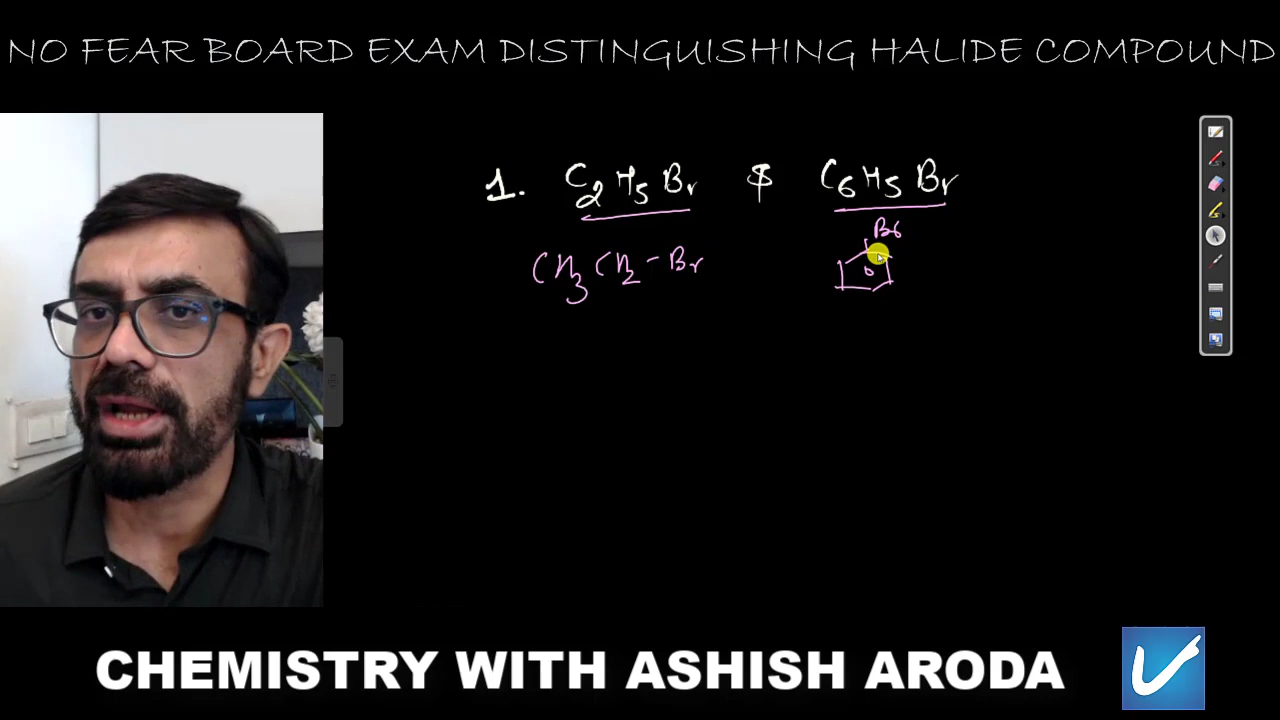 NO FEAR BOARD EXAM DISTINGUISHING HALIDE COMPOUND
1. C2H5Br & C6H5Br
CH3CH2-Br
Br
CHEMISTRY WITH ASHISH ARODA